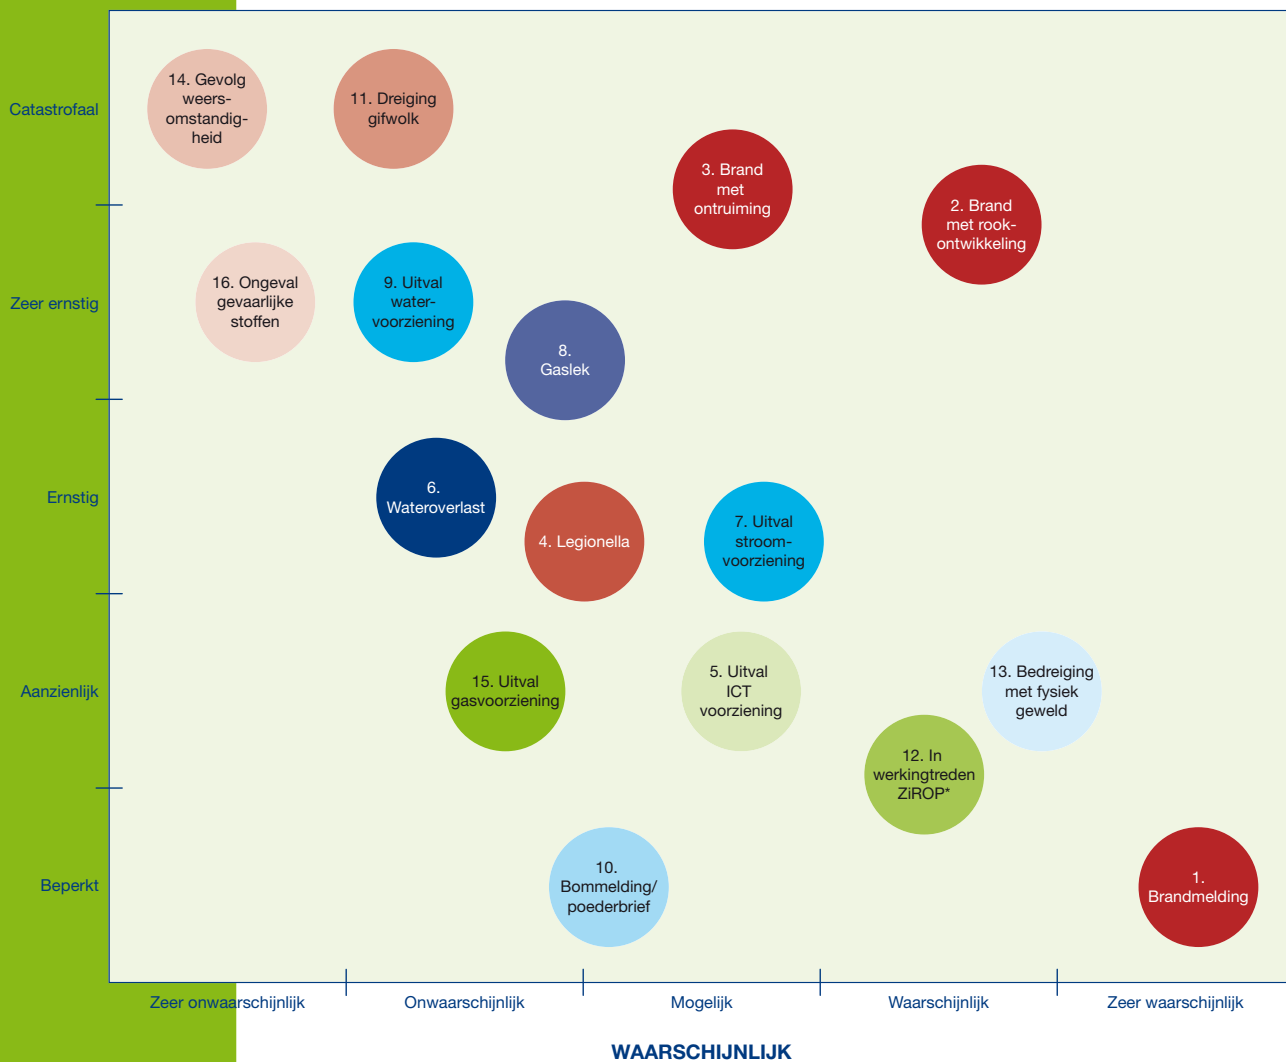 Catastrofaal
14. Gevolg
weers-
omstandig-
heid
11. Dreiging
gifwolk
3. Brand
met
ontruiming
2. Brand
met rook-
ontwikkeling
Zeer ernstig
16. Ongeval
gevaarlijke
stoffen
9. Uitval
water-
voorziening
8.
Gaslek
Ernstig
6.
Wateroverlast
4. Legionella
7. Uitval
stroom-
voorziening
Aanzienlijk
15. Uitval
gasvoorziening
5. Uitval
ICT
voorziening
13. Bedreiging
met fysiek
geweld
12. In
werkingtreden
ZiROP*
Beperkt
10.
Bommelding/
poederbrief
1.
Brandmelding
Zeer onwaarschijnlijk
Onwaarschijnlijk
Mogelijk
Waarschijnlijk
Zeer waarschijnlijk
WAARSCHIJNLIJK